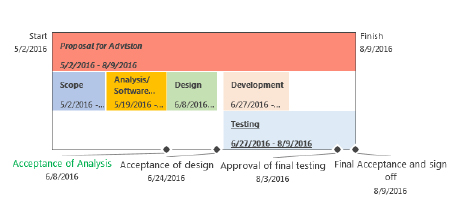 Start
5/2/2016
Finish
8/9/2016
Proposal for Adviston
5/2/2016 - 8/9/2016
Scope
5/2/2016 -...
Analysis/
Software...
5/19/2016 -...
Design
6/8/2016...
Development
6/27/2016 -...
Testing
6/27/2016 - 8/9/2016
Acceptance of Analysis
6/8/2016
Acceptance of design
6/24/2016
Approval of final testing
8/3/2016
Final Acceptance and sign
off
8/9/2016